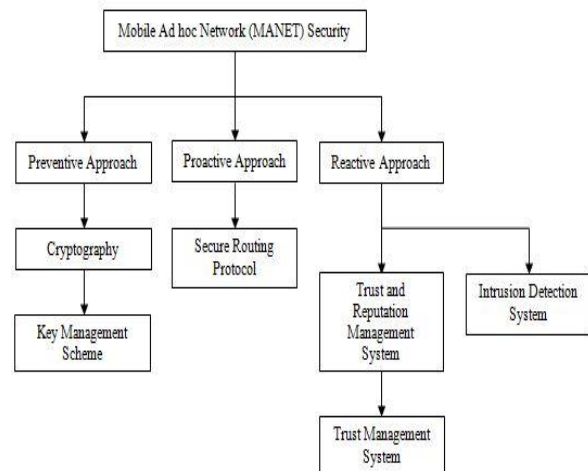 Mobile Ad hoc Network (MANET) Security
Preventive Approach
Proactive Approach
Reactive Approach
Cryptography
Secure Routing
Protocol
Key Management
Scheme
Trust and
Reputation
Management
System
Intrusion Detection
System
Trust Management
System